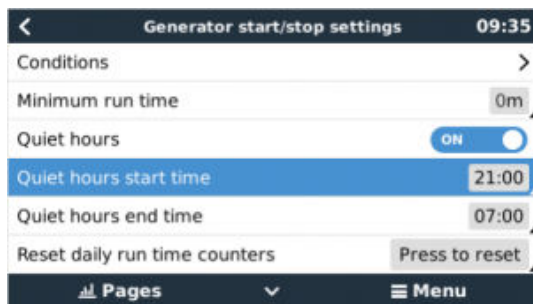 Generator start/stop settings 09:35
Conditions
Minimum run time 0m
Quiet hours ON
Quiet hours start time 21:00
Quiet hours end time 07:00
Reset daily run time counters Press to reset
Pages Menu